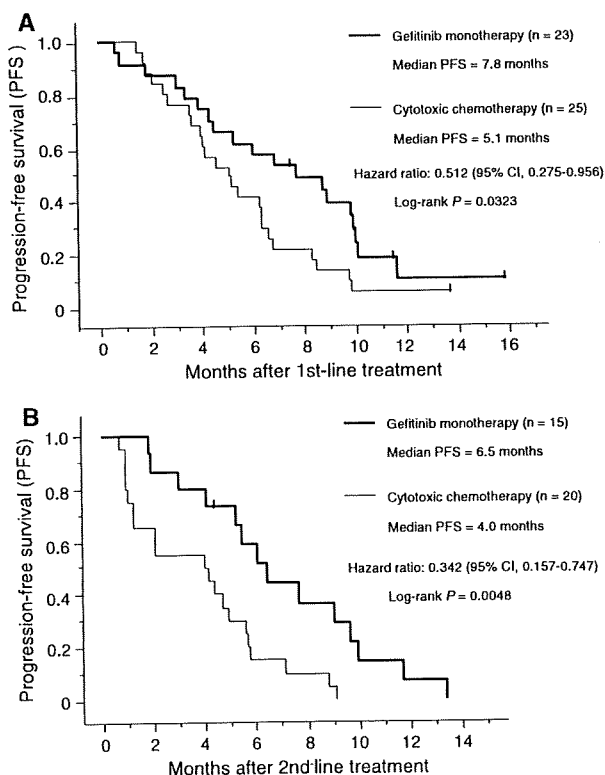 A
Progression-free survival (PFS )
1.0
0.8
0.6
0.4
0.2
0
Gefitinib monotherapy (n = 23)
Median PFS = 7.8 months
Cytotoxic chemotherapy (n = 25)
Median PFS = 5.1 months
Hazard ratio: 0.512 (95% CI, 0.275-0.956)
Log-rank P = 0.0323
0 2 4 6 8 10 12 14 16
Months after 1st-line treatment
B
Progression-free survival (PFS)
1.0
0.8
0.6
0.4
0.2
0
Gefitinib monotherapy (n = 15)
Median PFS = 6.5 months
Cytotoxic chemotherapy (n = 20)
Median PFS = 4.0 months
Hazard ratio: 0.342 (95% CI, 0.157-0.747)
Log-rank P = 0.0048
0 2 4 6 8 10 12 14
Months after 2nd-line treatment